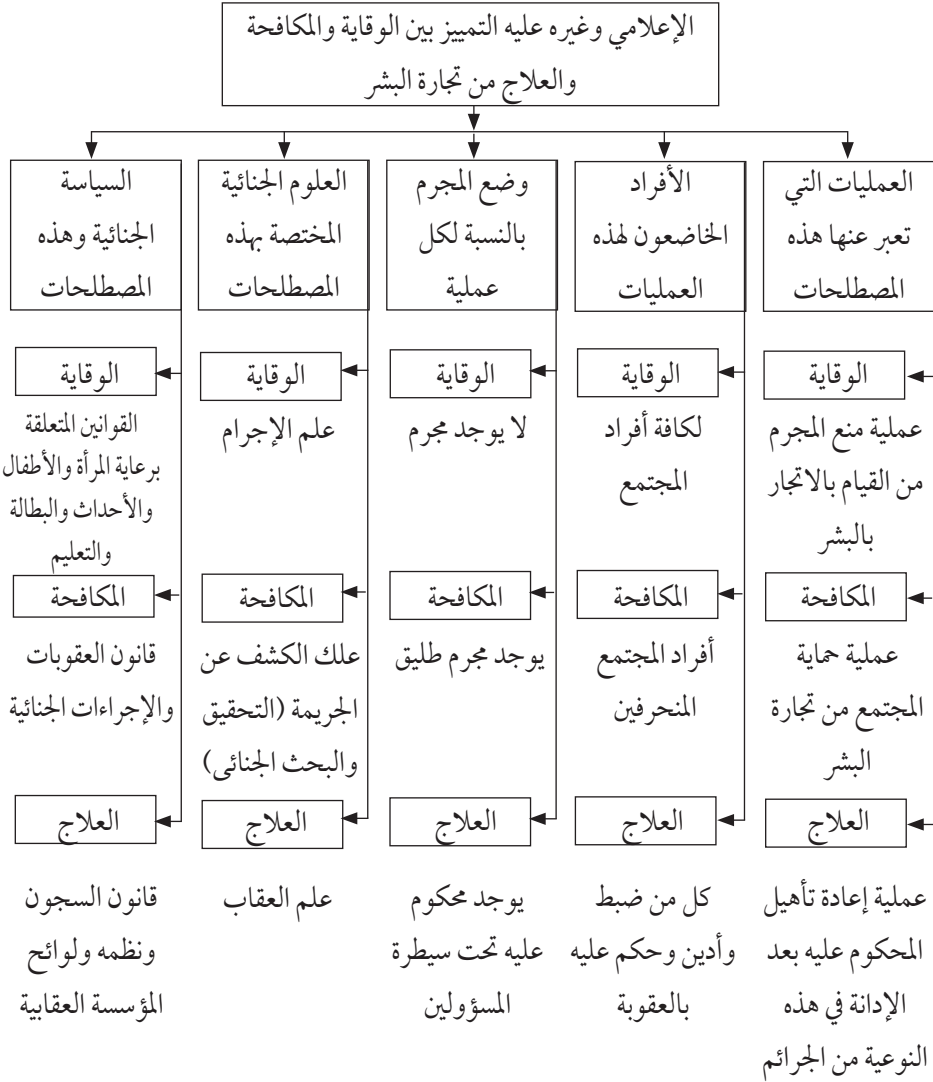 الإعلامي وغيره عليه التمييز بين الوقاية والمكافحة
والعلاج من تجارة البشر
العمليات التي
تعبر عنها هذه
المصطلحات
الوقاية
عملية منع المجرم
من القيام بالاتجار
بالبشر
المكافحة
عملية حماية
المجتمع من تجارة
البشر
العلاج
عملية إعادة تأهيل
المحكوم عليه بعد
الإدانة في هذه
النوعية من الجرائم
الأفراد
الخاضعون لهذه
العمليات
الوقاية
لكافة أفراد
المجتمع
المكافحة
أفراد المجتمع
المنحرفين
العلاج
كل من ضبط
وأدين وحكم عليه
بالعقوبة
وضع المجرم
بالنسبة لكل
عملية
الوقاية
لا يوجد مجرم
المكافحة
يوجد مجرم طليق
العلاج
يوجد محكوم
عليه تحت سيطرة
المسؤولين
العلوم الجنائية
المختصة بهذه
المصطلحات
الوقاية
علم الإجرام
المكافحة
علك الكشف عن
الجريمة (التحقيق
والبحث الجنائى)
العلاج
علم العقاب
السياسة
الجنائية وهذه
المصطلحات
الوقاية
القوانين المتعلقة
برعاية المرأة والأطفال
والأحداث والبطالة
والتعليم
المكافحة
قانون العقوبات
والإجراءات الجنائية
العلاج
قانون السجون
ونظمه ولوائح
المؤسسة العقابية